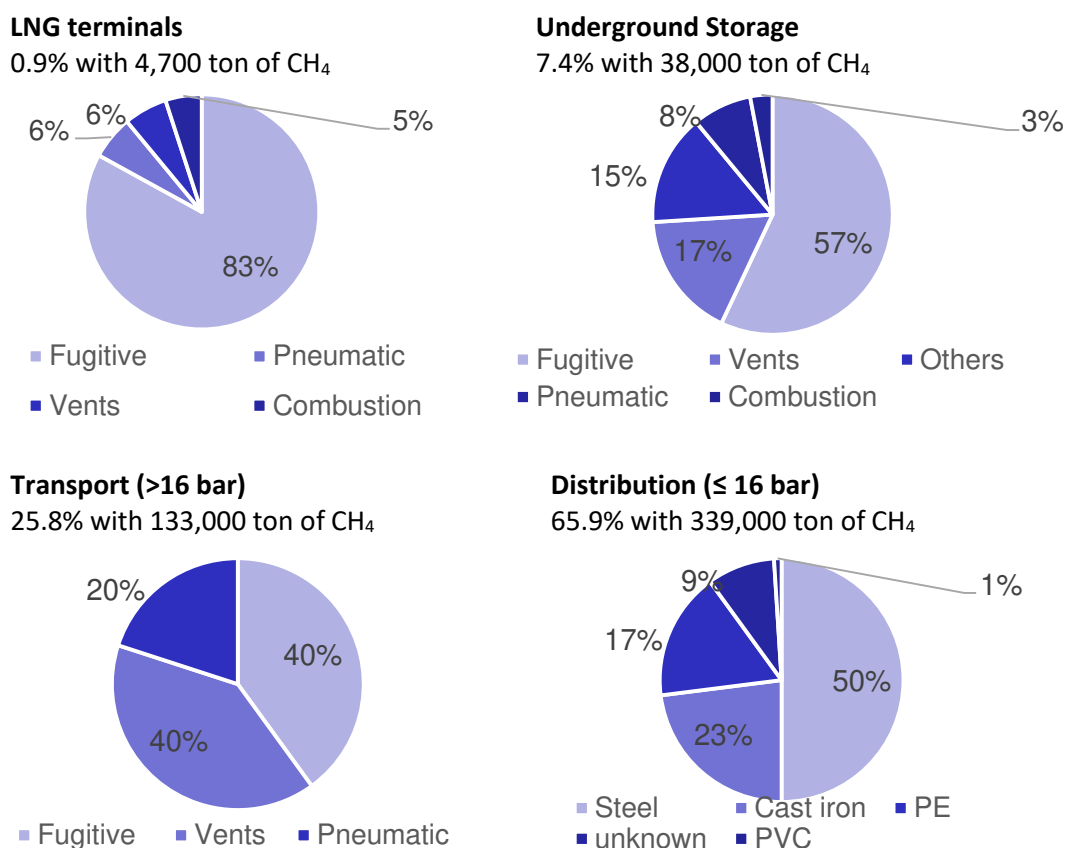 LNG terminals
0.9% with 4,700 ton of CH₄
6%
6%
5%
83%
Fugitive
Pneumatic
Vents
Combustion
Underground Storage
7.4% with 38,000 ton of CH₄
8%
3%
15%
17%
57%
Fugitive
Vents
Others
Pneumatic
Combustion
Transport (>16 bar)
25.8% with 133,000 ton of CH₄
20%
40%
40%
Fugitive
Vents
Pneumatic
Distribution (≤ 16 bar)
65.9% with 339,000 ton of CH₄
9%
1%
17%
50%
23%
Steel
Cast iron
PE
unknown
PVC